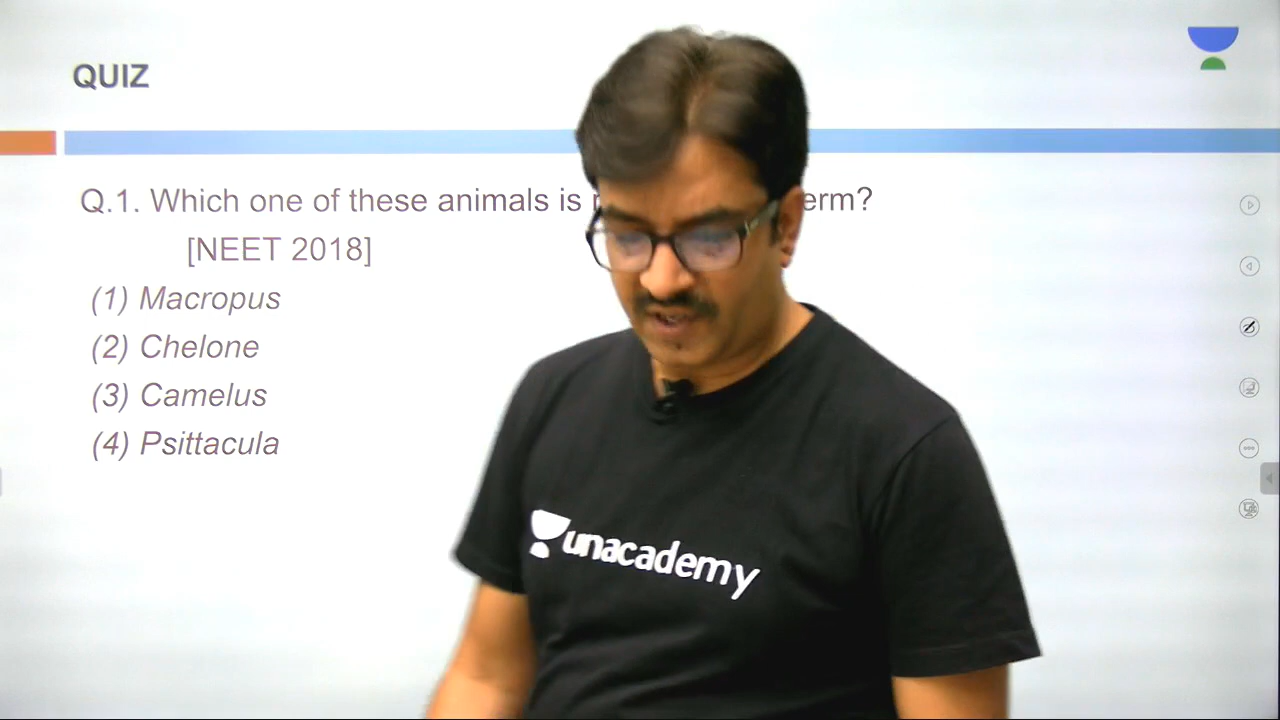 QUIZ
Q.1. Which one of these animals is erm?
[NEET 2018]
(1) Macropus
(2) Chelone
(3) Camelus
(4) Psittacula
unacademy